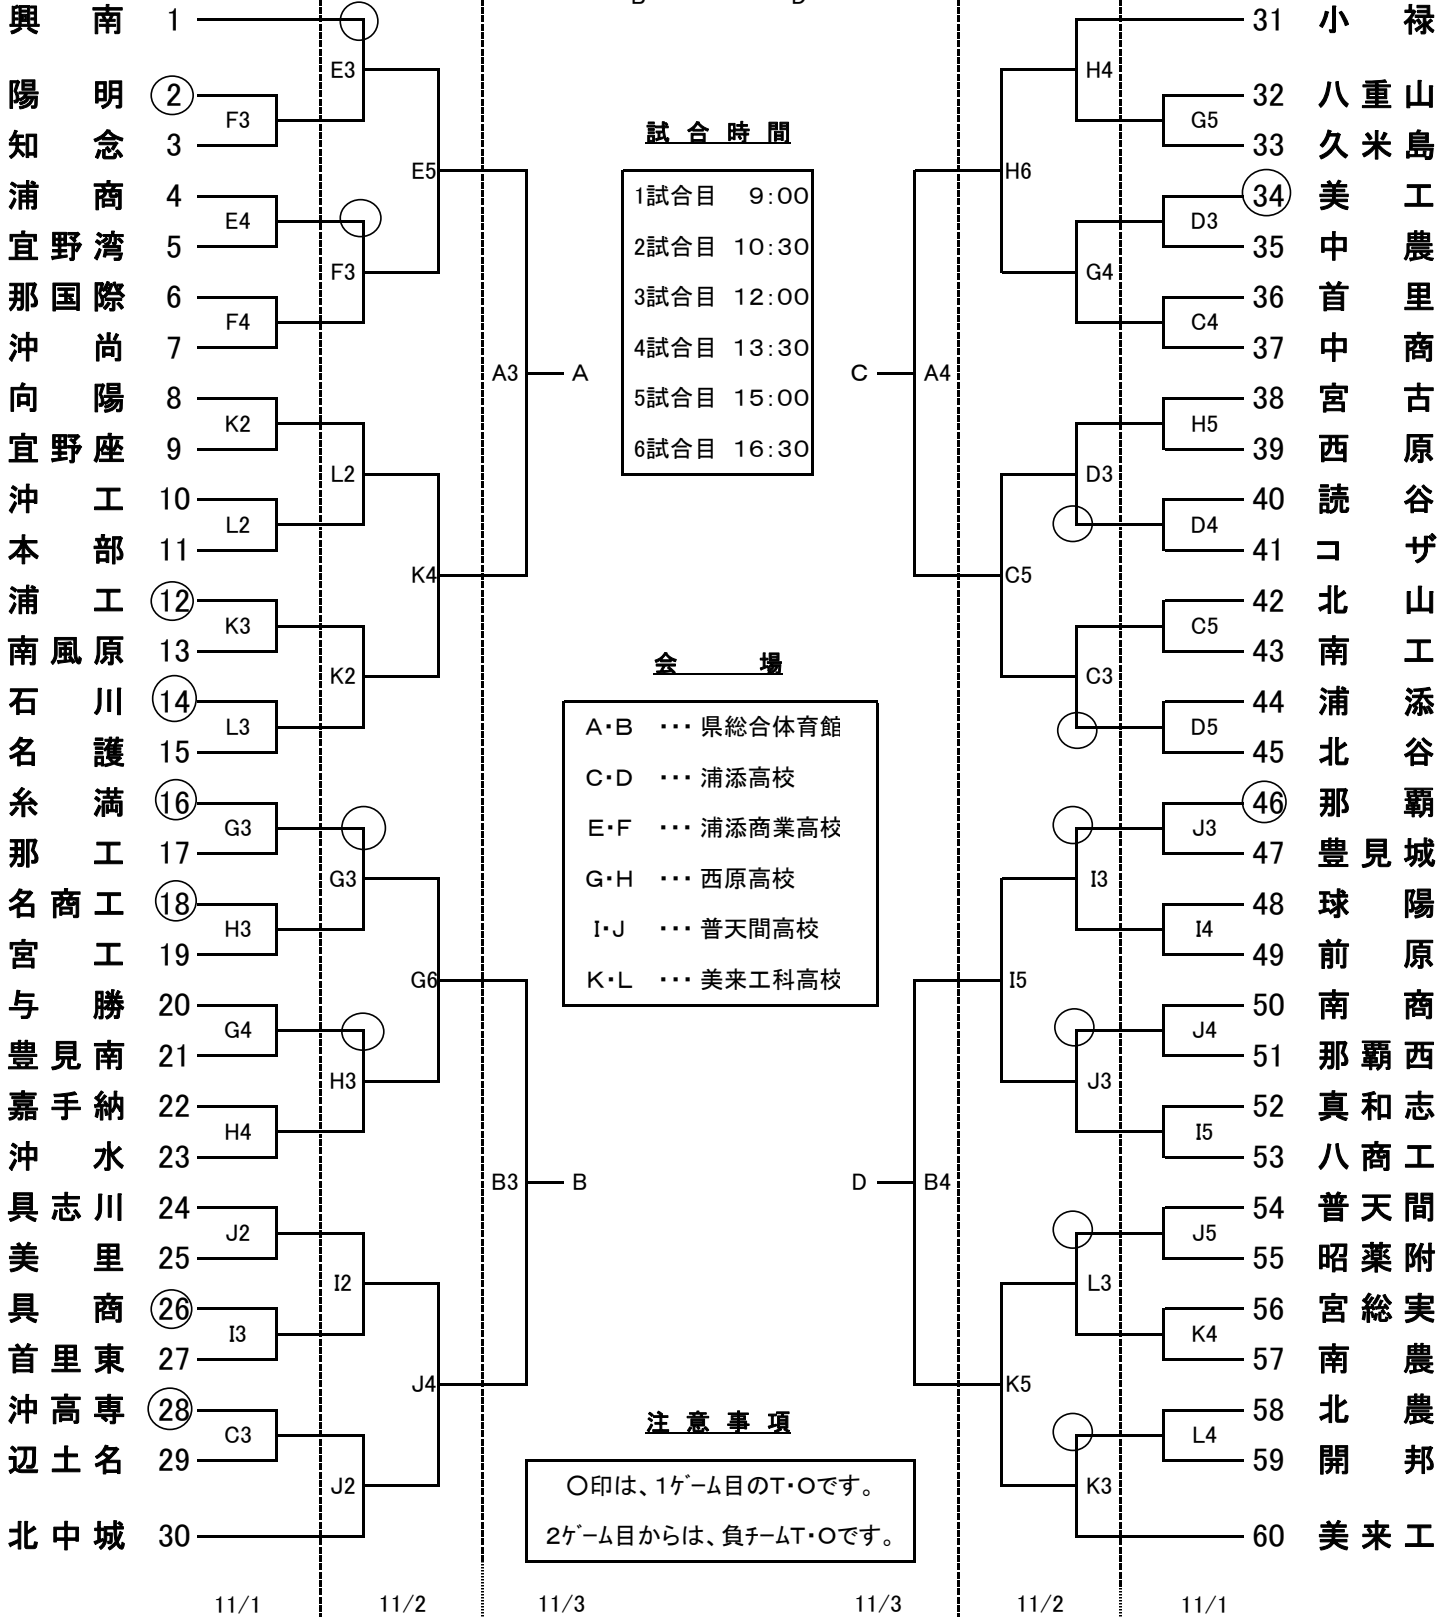 B D
興南 1
E3
陽明 2
F3
知念 3
E5
浦商 4
E4
宜野湾 5
F3
那国際 6
F4
沖尚 7
A3 A
向陽 8
K2
宜野座 9
L2
沖工 10
L2
本部 11
K4
浦工 12
K3
南風原 13
K2
石川 14
L3
名護 15
糸満 16
G3
那工 17
G3
名商工 18
H3
宮工 19
G6
与勝 20
G4
豊見南 21
H3
嘉手納 22
H4
沖水 23
B3 B
具志川 24
J2
美里 25
I2
具商 26
I3
首里東 27
J4
沖高専 28
C3
辺土名 29
J2
北中城 30
11/1 11/2 11/3
試合時間
1試合目 9:00
2試合目 10:30
3試合目 12:00
4試合目 13:30
5試合目 15:00
6試合目 16:30
会場
A・B ・・・ 県総合体育館
C・D ・・・ 浦添高校
E・F ・・・ 浦添商業高校
G・H ・・・ 西原高校
I・J ・・・ 普天間高校
K・L ・・・ 美来工科高校
注意事項
〇印は、1ゲーム目のT・Oです。
2ゲーム目からは、負チームT・Oです。
31 小禄
H4
32 八重山
G5
33 久米島
H6
34 美工
D3
35 中農
G4
36 首里
C4
37 中商
C A4
38 宮古
H5
39 西原
D3
40 読谷
D4
41 コザ
C5
42 北山
C5
43 南工
C3
44 浦添
D5
45 北谷
46 那覇
J3
47 豊見城
I3
48 球陽
I4
49 前原
I5
50 南商
J4
51 那覇西
J3
52 真和志
I5
53 八商工
D B4
54 普天間
J5
55 昭薬附
L3
56 宮総実
K4
57 南農
K5
58 北農
L4
59 開邦
K3
60 美来工
11/3 11/2 11/1